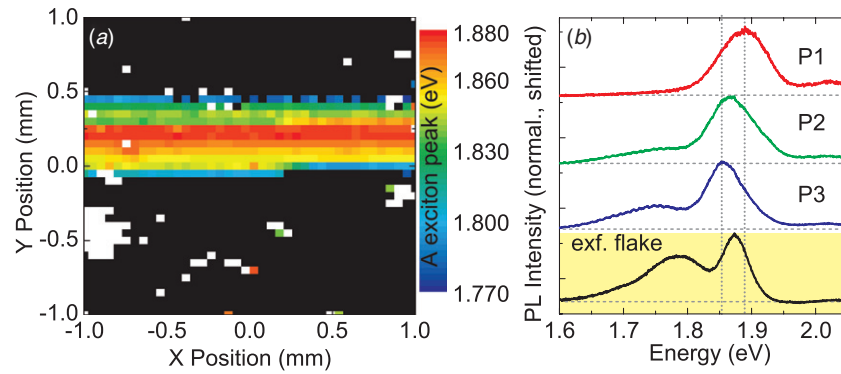 (a)
1.0
0.5
0.0
-0.5
-1.0
Y Position (mm)
-1.0
-0.5
0.0
0.5
1.0
X Position (mm)
A exciton peak (eV)
1.880
1.860
1.830
1.800
1.770
(b)
P1
P2
P3
exf. flake
PL Intensity (normal., shifted)
1.6
1.7
1.8
1.9
2.0
Energy (eV)